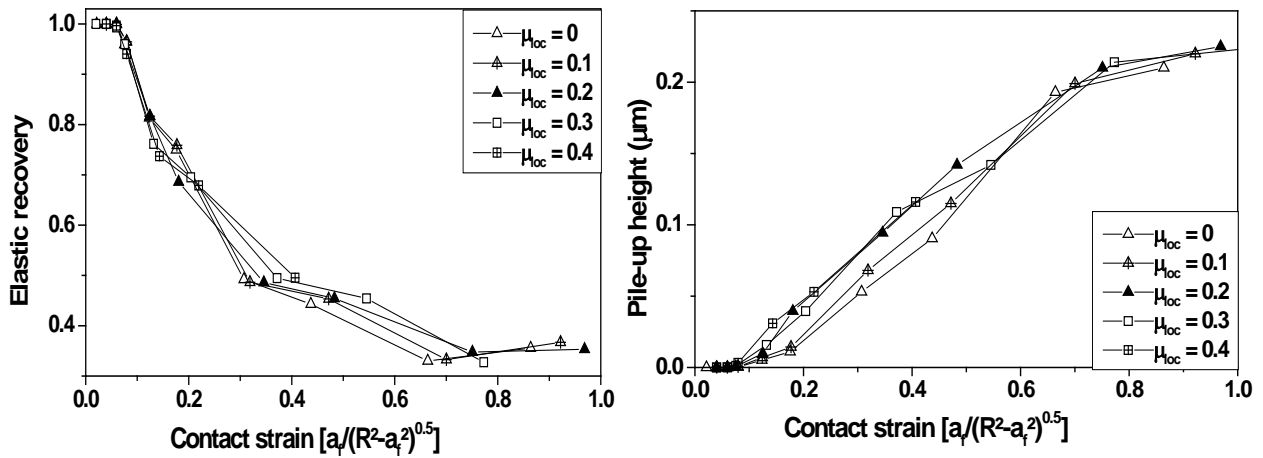 1.0
0.8
0.6
0.4
0.0 0.2 0.4 0.6 0.8 1.0
Elastic recovery
Contact strain [a_f/(R²-a_f²)^0.5]
μ_loc = 0
μ_loc = 0.1
μ_loc = 0.2
μ_loc = 0.3
μ_loc = 0.4
0.2
0.1
0.0
0.0 0.2 0.4 0.6 0.8 1.0
Pile-up height (μm)
Contact strain [a_f/(R²-a_f²)^0.5]
μ_loc = 0
μ_loc = 0.1
μ_loc = 0.2
μ_loc = 0.3
μ_loc = 0.4